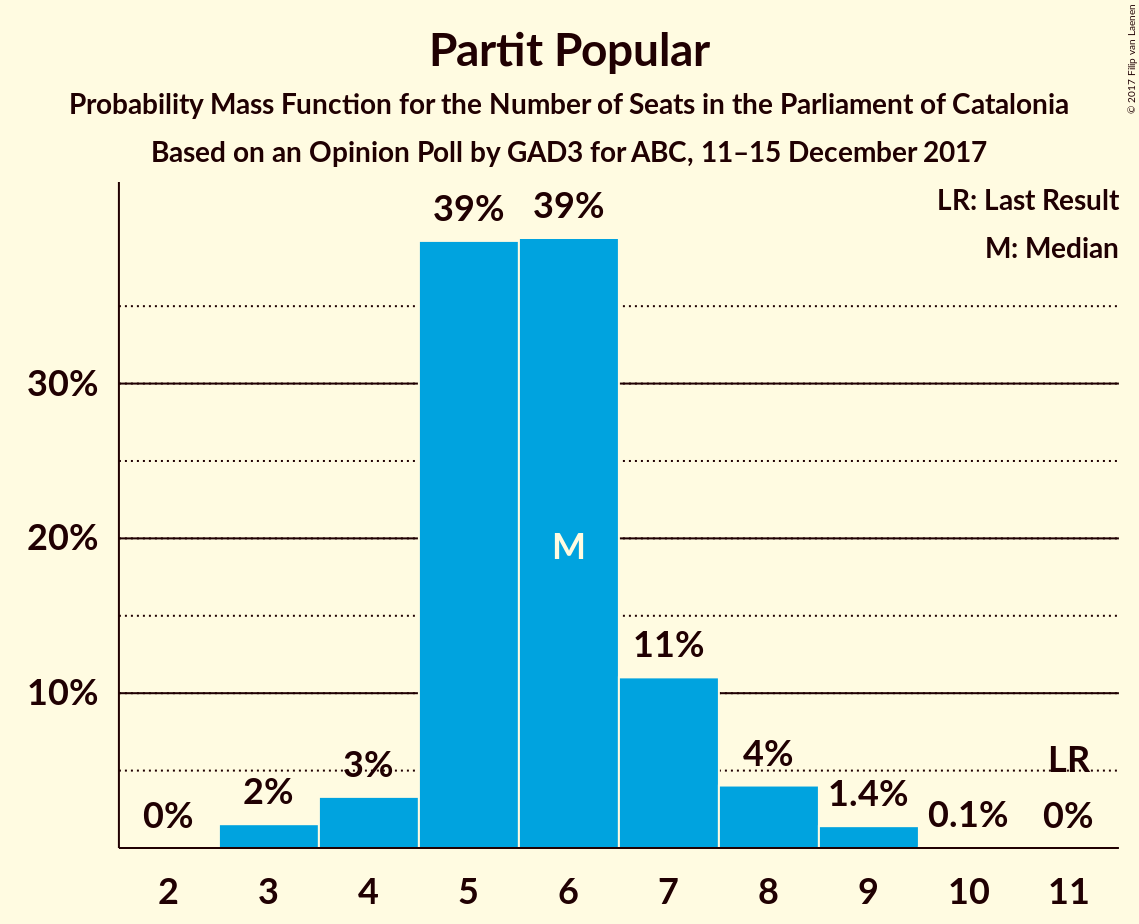 Partit Popular
Probability Mass Function for the Number of Seats in the Parliament of Catalonia
Based on an Opinion Poll by GAD3 for ABC, 11–15 December 2017
© 2017 Filip van Laenen
LR: Last Result
M: Median
39% 39%
30%
20%
M
11%
10%
0% 2% 3% 4% 1.4% 0.1% LR 0%
2 3 4 5 6 7 8 9 10 11